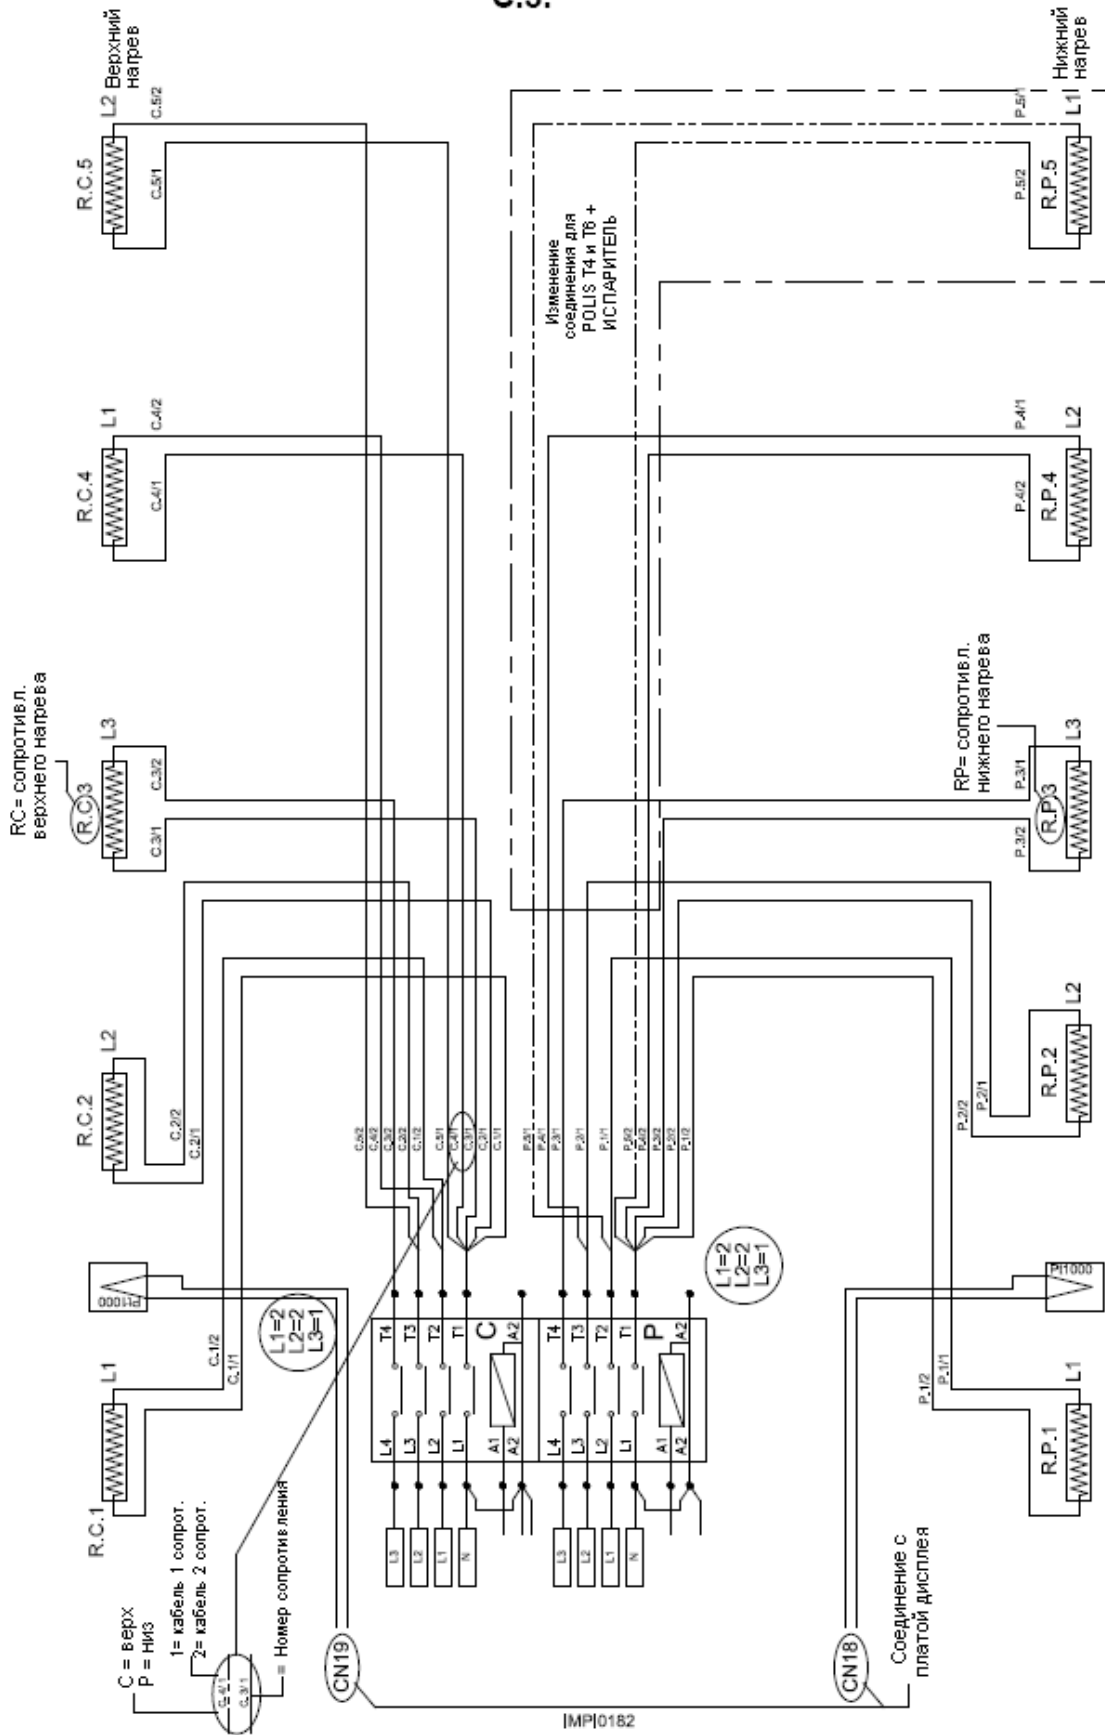 C.5.
R.C.1
L1
R.C.2
L2
RC= сопротивл.
верхнего нагрева
R.C.3
L3
R.C.4
L1
R.C.5
L2
Верхний
нагрев
C = верх
P = низ
1= кабель 1 сопрот.
2= кабель 2 сопрот.
C.4/1
C.3/1
= Номер сопротивления
C.1/2
C.1/1
C.2/2
C.2/1
C.3/1
C.3/2
C.4/1
C.4/2
C.5/1
C.5/2
Pt1000
L1=2
L2=2
L3=1
CN19
C.5/2
C.4/2
C.3/2
C.2/2
C.1/2
C.5/1
C.4/1
C.3/1
C.2/1
C.1/1
L3
L2
L1
N
L4
L3
L2
L1
A1
A2
T4
T3
T2
T1
C
A2
L3
L2
L1
N
L4
L3
L2
L1
A1
A2
T4
T3
T2
T1
P
A2
P.5/1
P.4/1
P.3/1
P.2/1
P.1/1
P.5/2
P.4/2
P.3/2
P.2/2
P.1/2
Изменение
соединения для
POLIS T4 и T6 +
ИСПАРИТЕЛЬ
L1=2
L2=2
L3=1
Pt1000
CN18
Соединение с
платой дисплея
|MP|0182
P.1/2
P.1/1
P.2/2
P.2/1
P.3/2
P.3/1
P.4/2
P.4/1
P.5/2
P.5/1
RP= сопротивл.
нижнего нагрева
R.P.1
L1
R.P.2
L2
R.P.3
L3
R.P.4
L2
R.P.5
L1
Нижний
нагрев